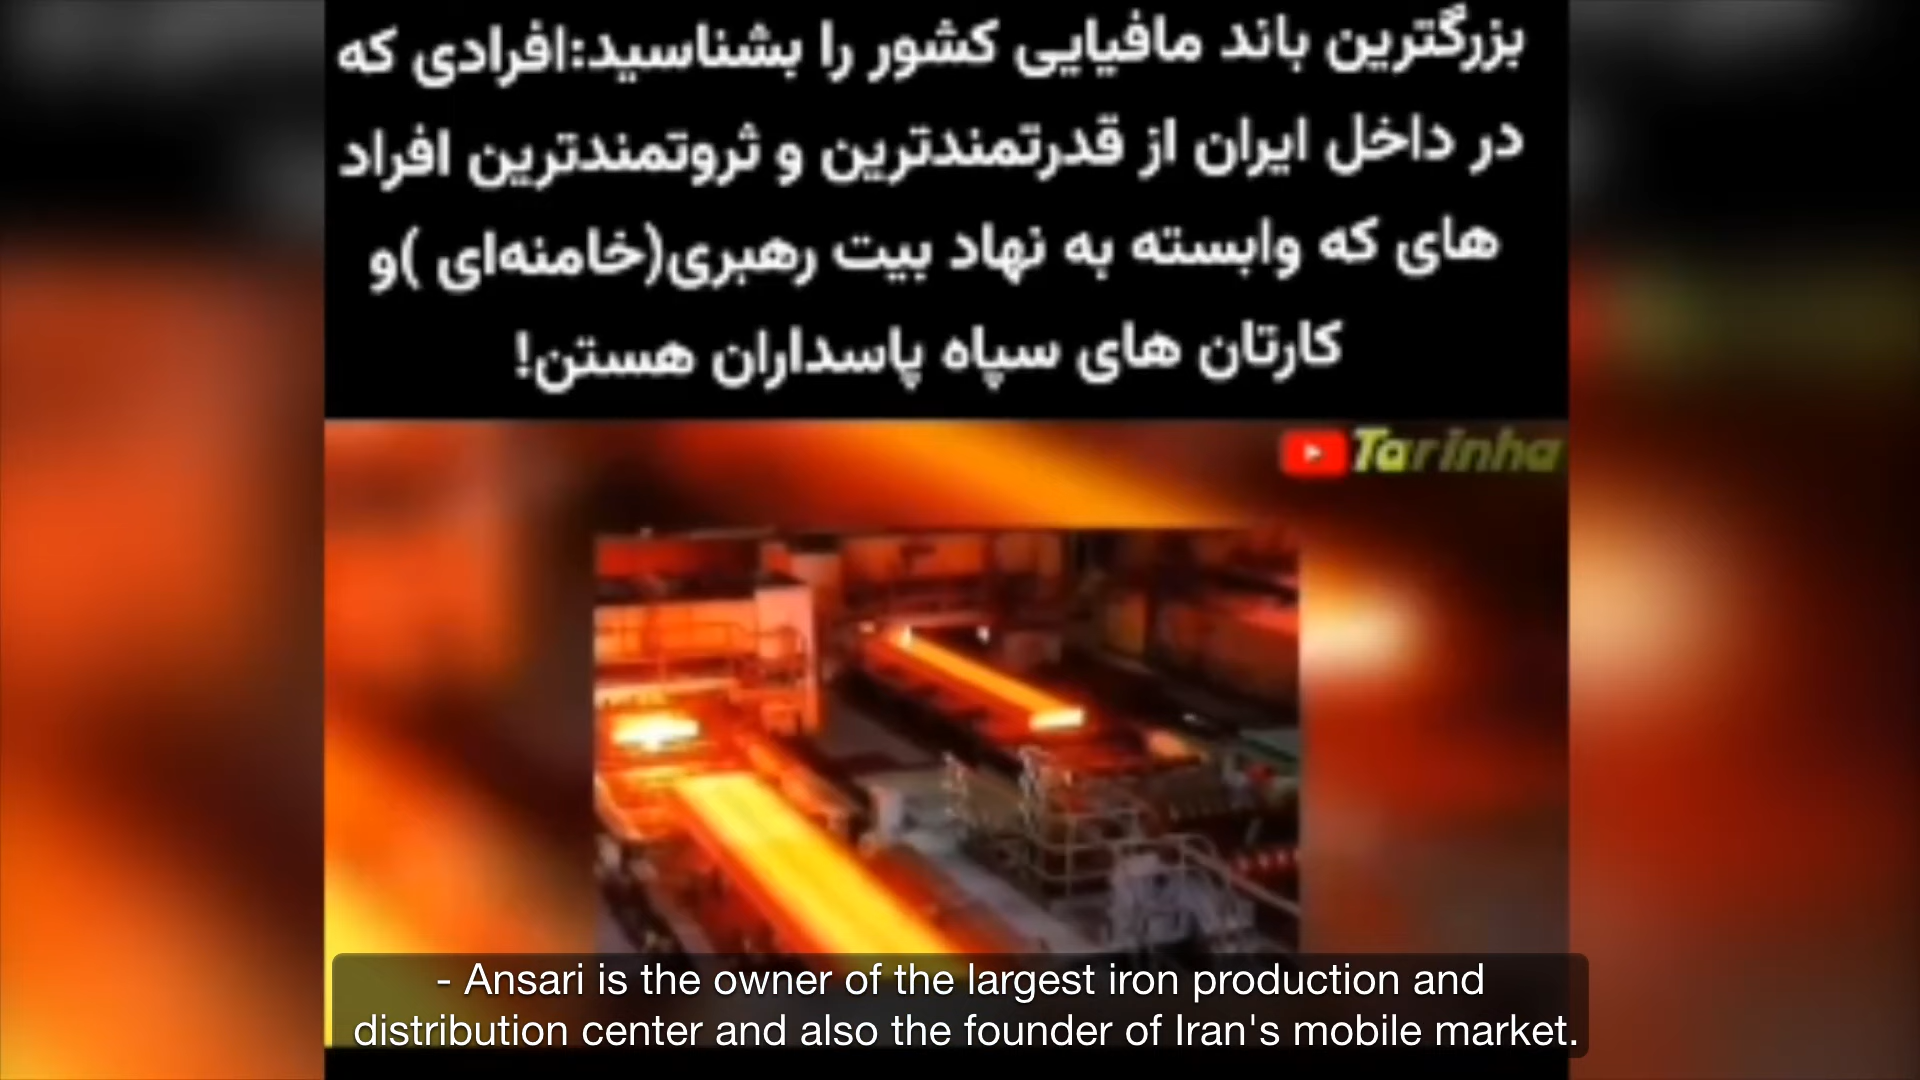 بزرگترین باند مافیایی کشور را بشناسید:افرادی که
در داخل ایران از قدرتمندترین و ثروتمندترین افراد
های که وابسته به نهاد بیت رهبری(خامنه‌ای )و
کارتان های سپاه پاسداران هستن!
Tarinha
- Ansari is the owner of the largest iron production and
distribution center and also the founder of Iran's mobile market.